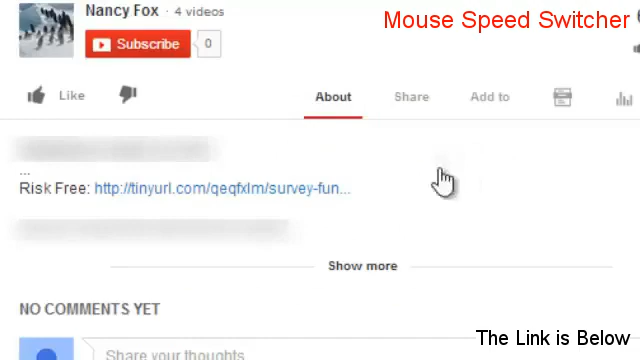 Nancy Fox · 4 videos
Mouse Speed Switcher
Subscribe 0
Like
About Share Add to
...
Risk Free: http://tinyurl.com/qeqfxlm/survey-fun...
Show more
NO COMMENTS YET
The Link is Below
Share your thoughts